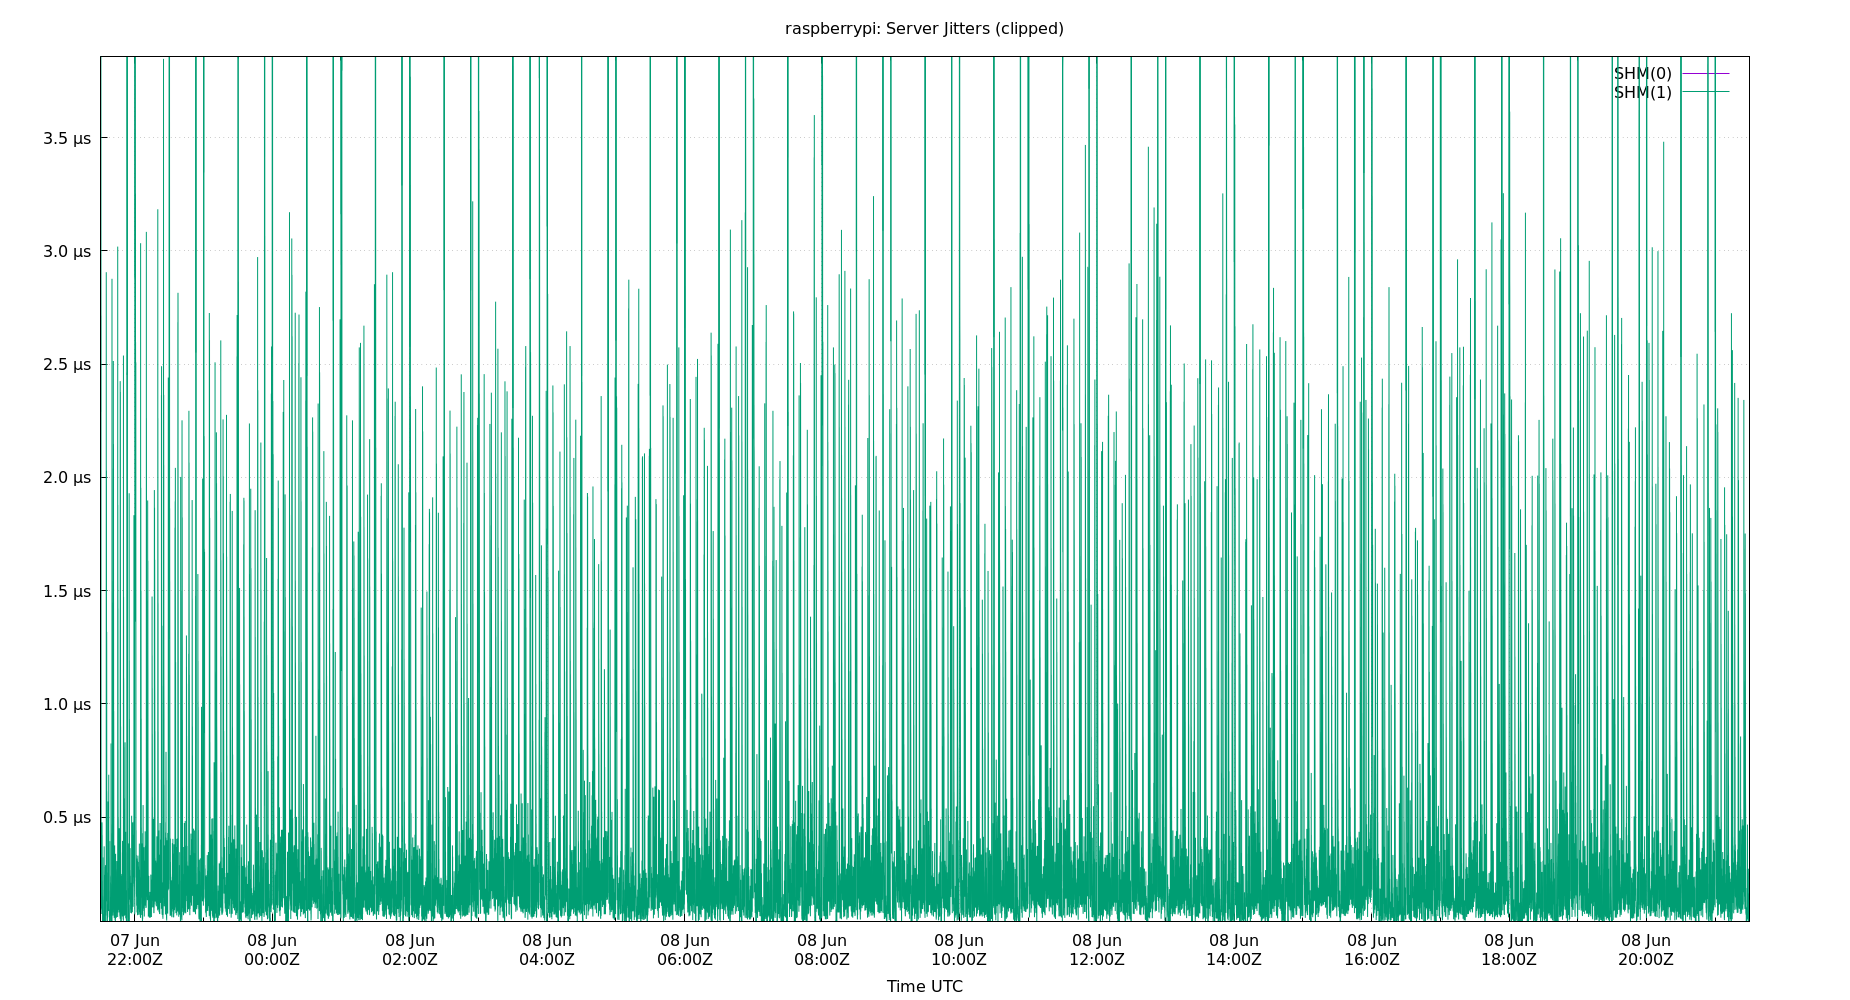 raspberrypi: Server Jitters (clipped)
SHM(0)
SHM(1)
3.5 µs
3.0 µs
2.5 µs
2.0 µs
1.5 µs
1.0 µs
0.5 µs
07 Jun 08 Jun 08 Jun 08 Jun 08 Jun 08 Jun 08 Jun 08 Jun 08 Jun 08 Jun 08 Jun 08 Jun
22:00Z 00:00Z 02:00Z 04:00Z 06:00Z 08:00Z 10:00Z 12:00Z 14:00Z 16:00Z 18:00Z 20:00Z
Time UTC